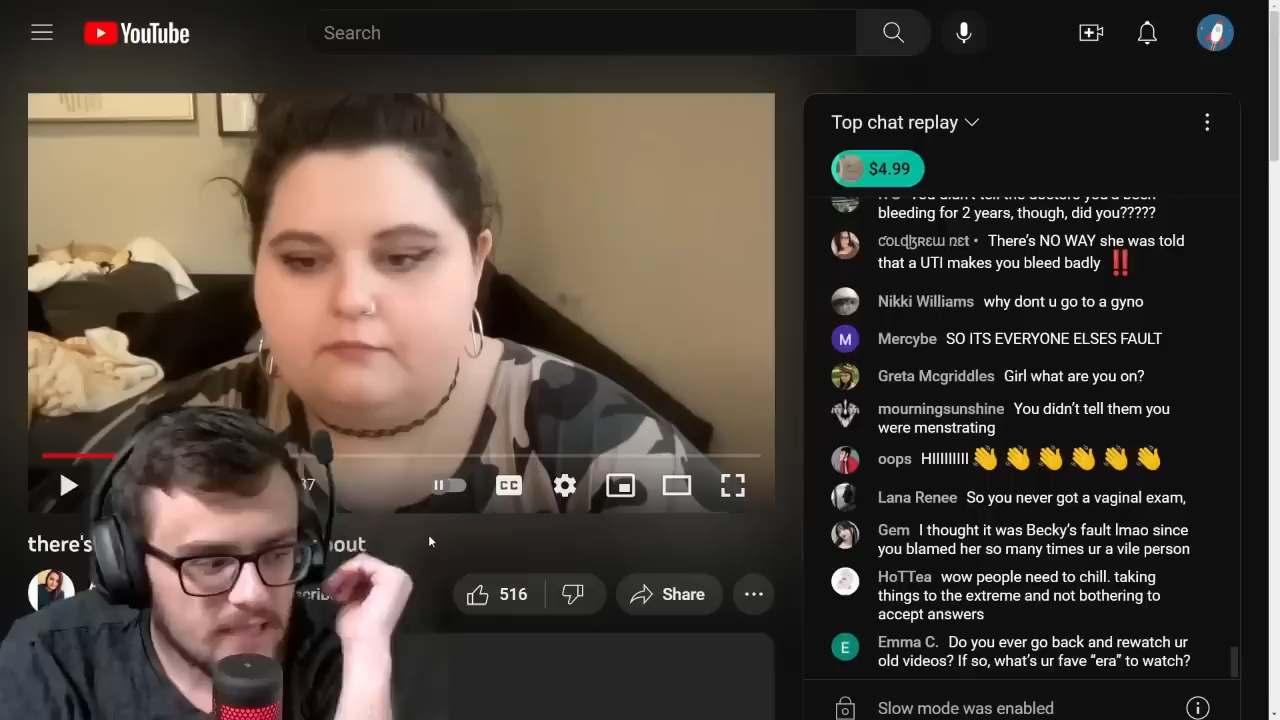 YouTube
Search
Top chat replay
$4.99
bleeding for 2 years, though, did you?????
There's NO WAY she was told
that a UTI makes you bleed badly ‼️
Nikki Williams why dont u go to a gyno
Mercybe SO ITS EVERYONE ELSES FAULT
Greta Mcgriddles Girl what are you on?
mourningsunshine You didn't tell them you
were menstrating
oops HIIIIIIIII 👋👋👋👋👋👋
Lana Renee So you never got a vaginal exam,
Gem I thought it was Becky's fault lmao since
you blamed her so many times ur a vile person
HoTTea wow people need to chill. taking
things to the extreme and not bothering to
accept answers
Emma C. Do you ever go back and rewatch ur
old videos? If so, what's ur fave “era” to watch?
Slow mode was enabled
M
E
37
CC
there's
516
Share